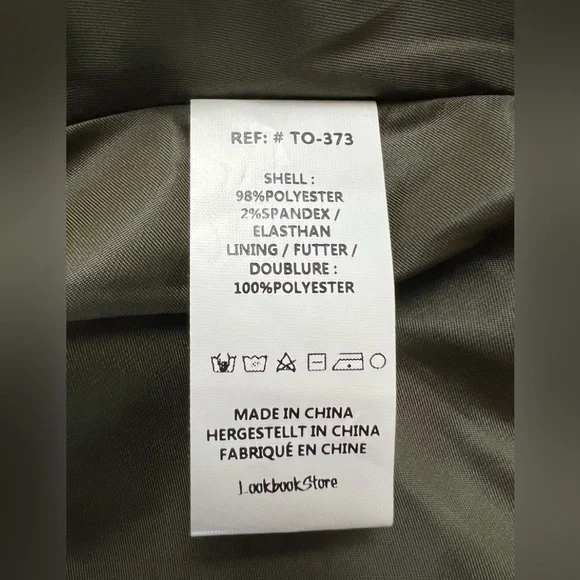 REF: # TO-373
SHELL :
98%POLYESTER
2%SPANDEX /
ELASTHAN
LINING / FUTTER /
DOUBLURE :
100%POLYESTER
MADE IN CHINA
HERGESTELLT IN CHINA
FABRIQUÉ EN CHINE
LookbookStore